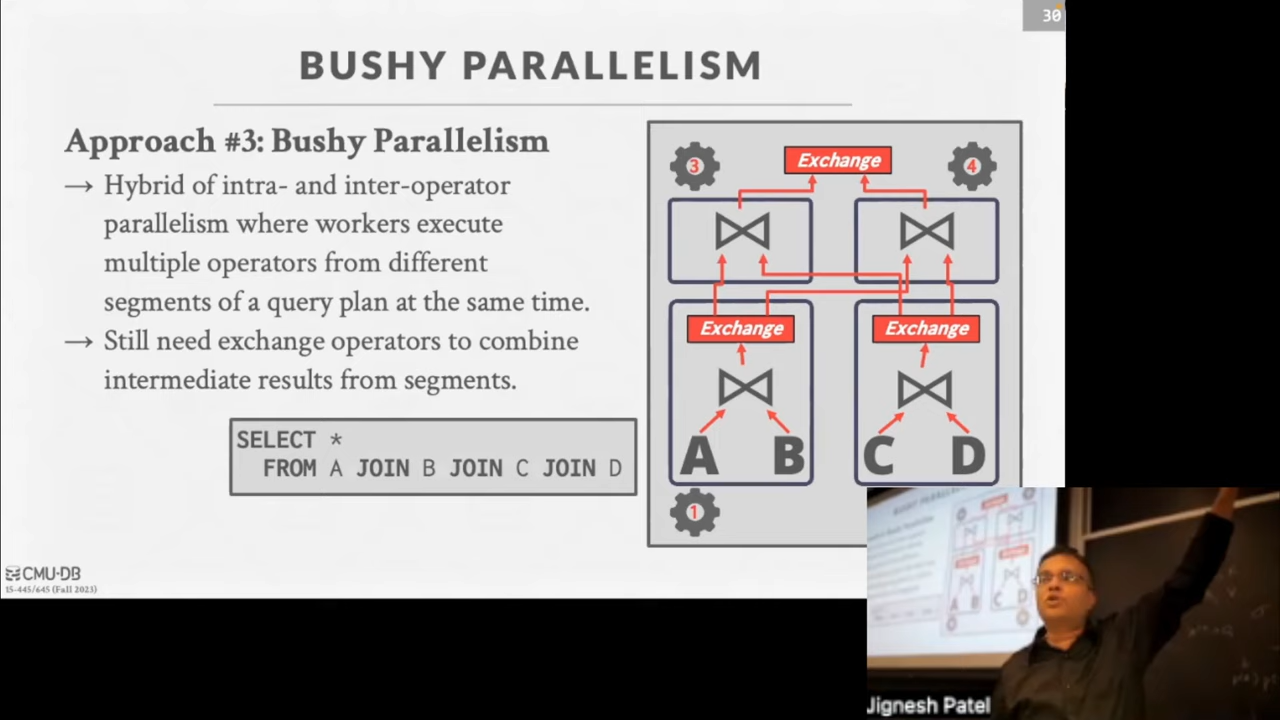 30
BUSHY PARALLELISM
Approach #3: Bushy Parallelism
→ Hybrid of intra- and inter-operator
parallelism where workers execute
multiple operators from different
segments of a query plan at the same time.
→ Still need exchange operators to combine
intermediate results from segments.
SELECT *
FROM A JOIN B JOIN C JOIN D
3
Exchange
4
Exchange
Exchange
A B
C D
1
CMU·DB
15-445/645 (Fall 2023)
BUSHY PARALLELISM
A B C D
Jignesh Patel